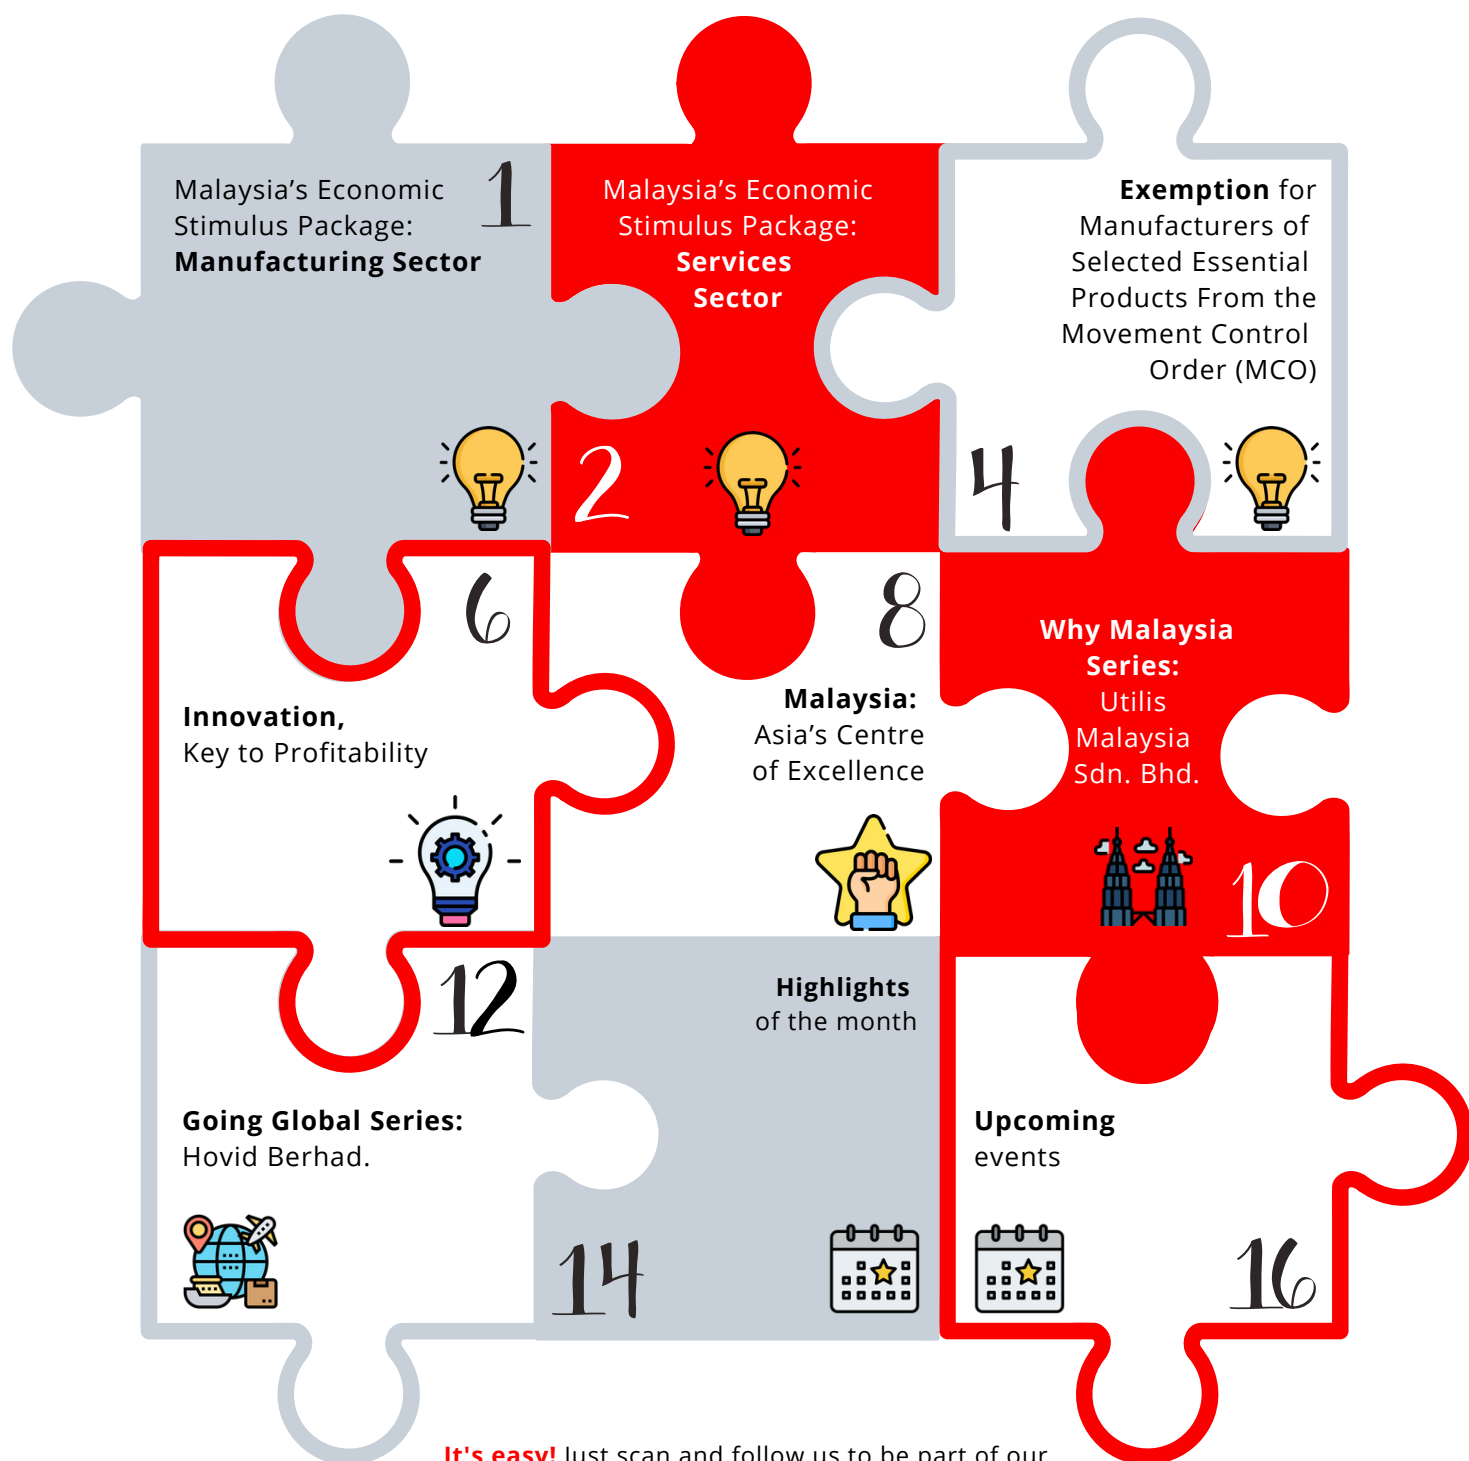 Malaysia’s Economic
Stimulus Package:
Manufacturing Sector
1
Malaysia’s Economic
Stimulus Package:
Services
Sector
2
Exemption for
Manufacturers of
Selected Essential
Products From the
Movement Control
Order (MCO)
4
6
Innovation,
Key to Profitability
8
Malaysia:
Asia’s Centre
of Excellence
Why Malaysia
Series:
Utilis
Malaysia
Sdn. Bhd.
10
12
Going Global Series:
Hovid Berhad.
Highlights
of the month
14
Upcoming
events
16
It's easy! Just scan and follow us to be part of our